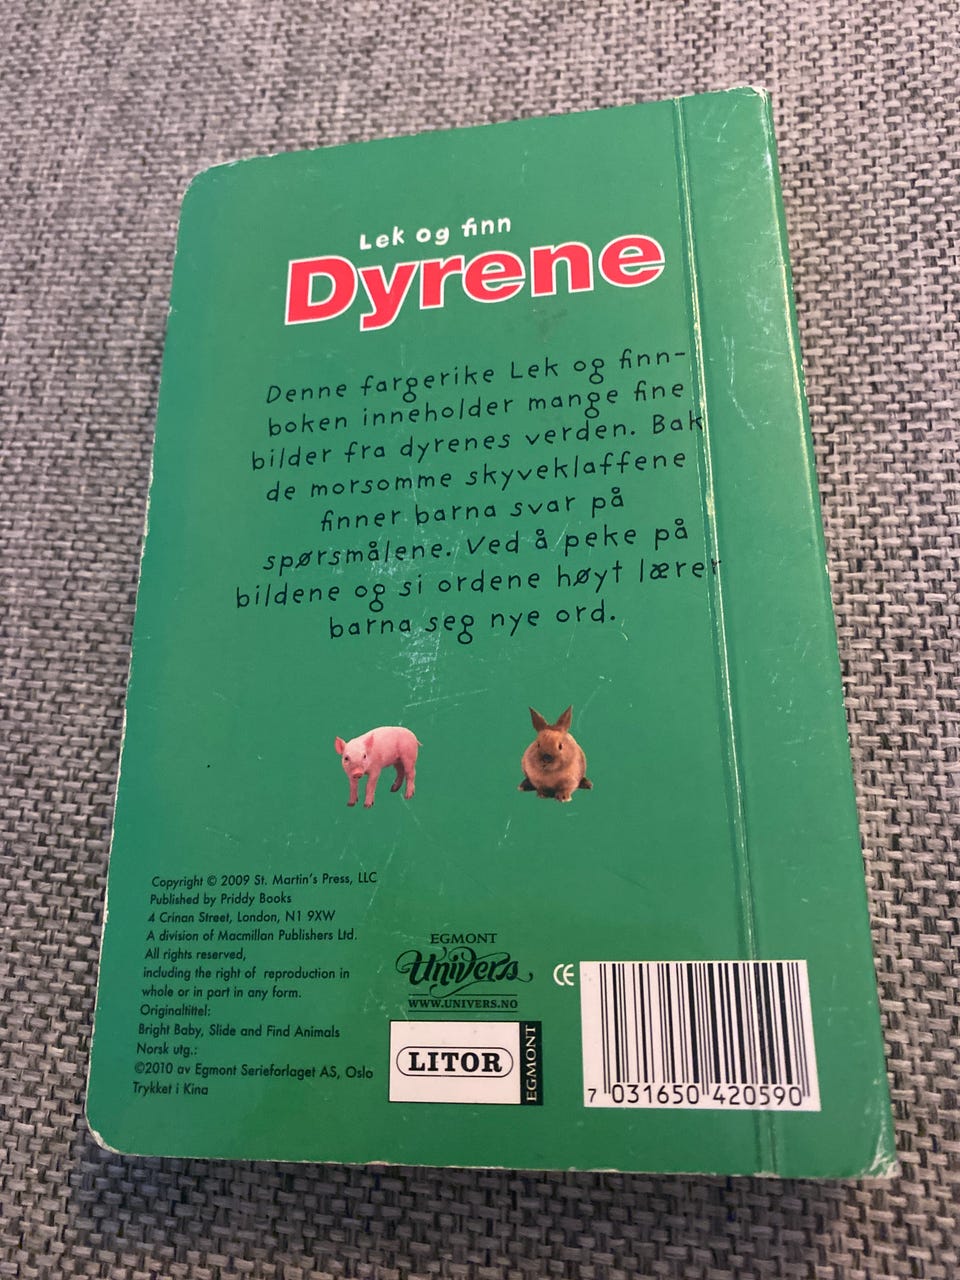 Lek og finn
Dyrene
Denne fargerike Lek og finn-
boken inneholder mange fine
bilder fra dyrenes verden. Bak
de morsomme skyveklaffene
finner barna svar på
spørsmålene. Ved å peke på
bildene og si ordene høyt lærer
barna seg nye ord.
Copyright © 2009 St. Martin's Press, LLC
Published by Priddy Books
4 Crinan Street, London, N1 9XW
A division of Macmillan Publishers Ltd.
All rights reserved,
including the right of reproduction in
whole or in part in any form.
Originaltittel:
Bright Baby, Slide and Find Animals
Norsk utg.:
©2010 av Egmont Serieforlaget AS, Oslo
Trykket i Kina
EGMONT
Univers
WWW.UNIVERS.NO
LITOR
EGMONT
CE
7 031650 420590